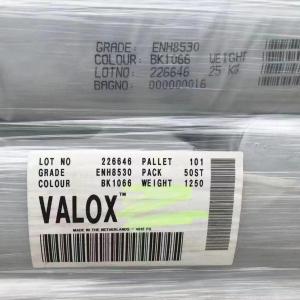 GRADE: ENH8530
COLOUR: BK1066 WEIGHT
LOTNO: 226646 25 KG
BAGNO: 000000016
LOT NO 226646 PALLET 101
GRADE ENH8530 PACK 50ST
COLOUR BK1066 WEIGHT 1250
VALOX™
MADE IN THE NETHERLANDS